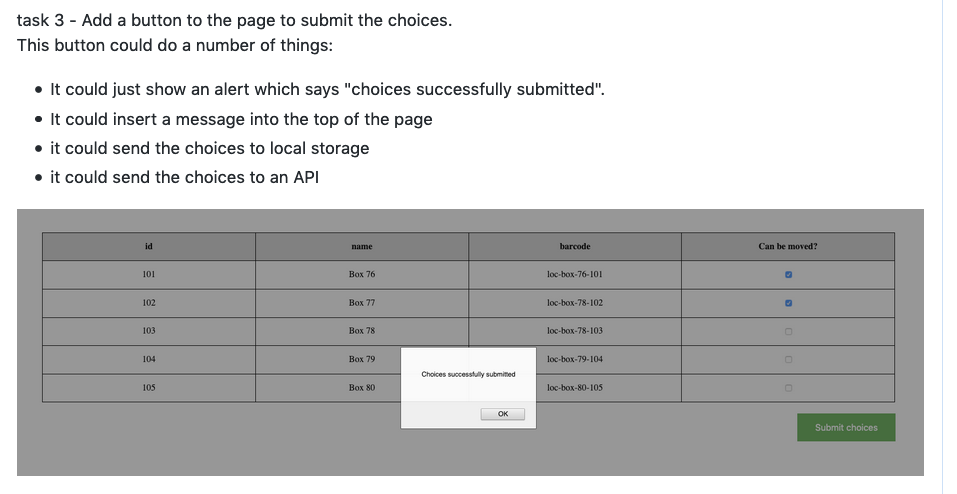 task 3 - Add a button to the page to submit the choices.
This button could do a number of things:
• It could just show an alert which says "choices successfully submitted".
• It could insert a message into the top of the page
• it could send the choices to local storage
• it could send the choices to an API
id name barcode Can be moved?
101 Box 76 loc-box-76-101
102 Box 77 loc-box-78-102
103 Box 78 loc-box-78-103
104 Box 79 loc-box-79-104
105 Box 80 loc-box-80-105
Choices successfully submitted
OK
Submit choices